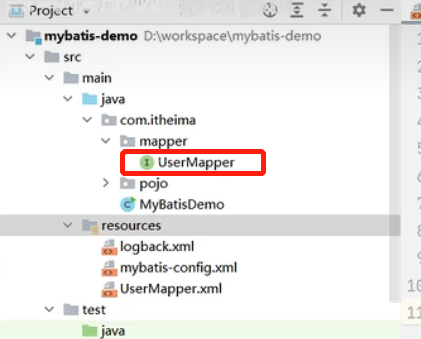 Project
mybatis-demo D:\workspace\mybatis-demo
src
main
java
com.itheima
mapper
I UserMapper
pojo
C MyBatisDemo
resources
logback.xml
mybatis-config.xml
UserMapper.xml
test
java
1
2
3
4
5
6
7
8
9
10
11